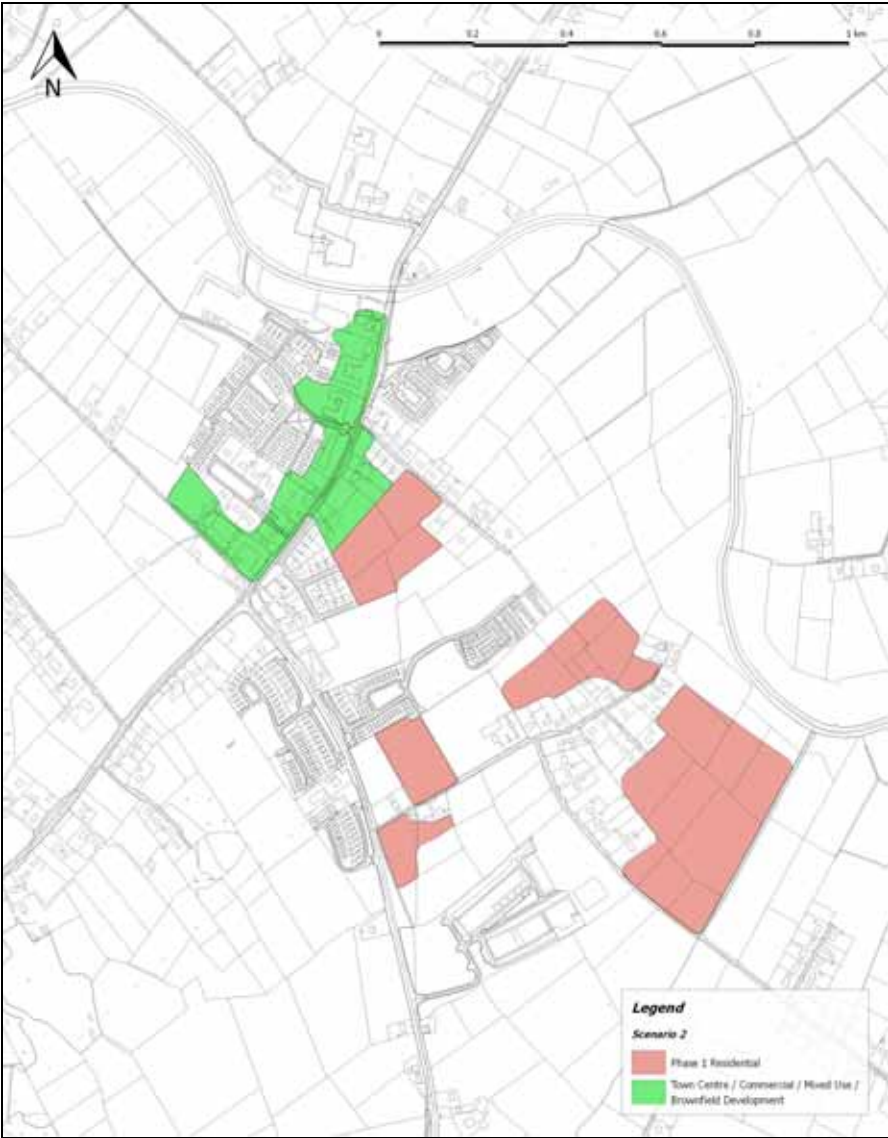 N
0 0.2 0.4 0.6 0.8 1 km
Legend
Scenario 2
Phase 1 Residential
Town Centre / Commercial / Mixed Use /
Brownfield Development